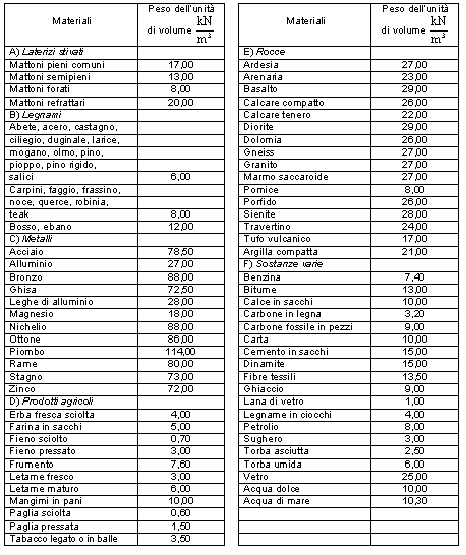 Materiali Peso dell'unità di volume kN/m³
A) Laterizi stivati
Mattoni pieni comuni 17,00
Mattoni semipieni 13,00
Mattoni forati 8,00
Mattoni refrattari 20,00
B) Legnami
Abete, acero, castagno,
ciliegio, duginale, larice,
mogano, olmo, pino,
pioppo, pino rigido,
salici 6,00
Carpini, faggio, frassino,
noce, querce, robinia,
teak 8,00
Bosso, ebano 12,00
C) Metalli
Acciaio 78,50
Alluminio 27,00
Bronzo 88,00
Ghisa 72,50
Leghe di alluminio 28,00
Magnesio 18,00
Nichelio 88,00
Ottone 86,00
Piombo 114,00
Rame 80,00
Stagno 73,00
Zinco 72,00
D) Prodotti agricoli
Erba fresca sciolta 4,00
Farina in sacchi 5,00
Fieno sciolto 0,70
Fieno pressato 3,00
Frumento 7,60
Letame fresco 3,00
Letame maturo 6,00
Mangimi in pani 10,00
Paglia sciolta 0,60
Paglia pressata 1,50
Tabacco legato o in balle 3,50
Materiali Peso dell'unità di volume kN/m³
E) Rocce
Ardesia 27,00
Arenaria 23,00
Basalto 29,00
Calcare compatto 26,00
Calcare tenero 22,00
Diorite 29,00
Dolomia 26,00
Gneiss 27,00
Granito 27,00
Marmo saccaroide 27,00
Pomice 8,00
Porfido 26,00
Sienite 28,00
Travertino 24,00
Tufo vulcanico 17,00
Argilla compatta 21,00
F) Sostanze varie
Benzina 7,40
Bitume 13,00
Calce in sacchi 10,00
Carbone in legna 3,20
Carbone fossile in pezzi 9,00
Carta 10,00
Cemento in sacchi 15,00
Dinamite 15,00
Fibre tessili 13,50
Ghiaccio 9,00
Lana di vetro 1,00
Legname in ciocchi 4,00
Petrolio 8,00
Sughero 3,00
Torba asciutta 2,50
Torba umida 6,00
Vetro 25,00
Acqua dolce 10,00
Acqua di mare 10,30